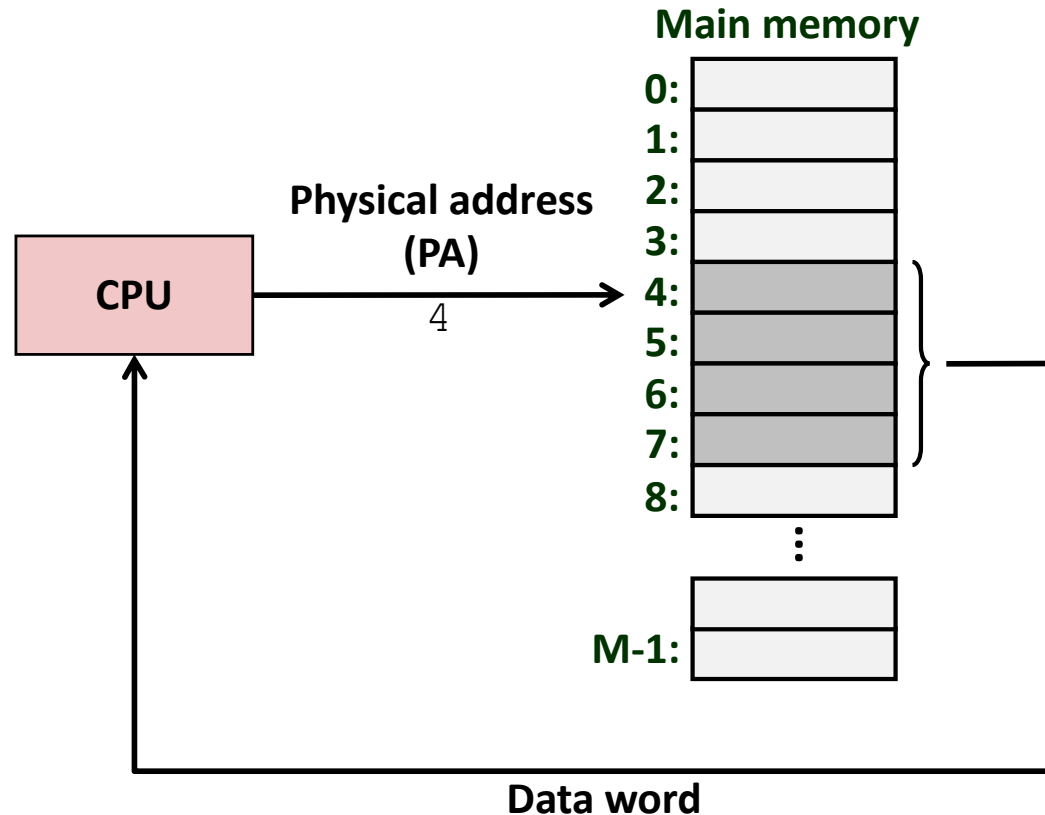 Main memory
0:
1:
2:
Physical address
(PA)
3:
CPU
4
4:
5:
6:
7:
8:
...
M-1:
Data word